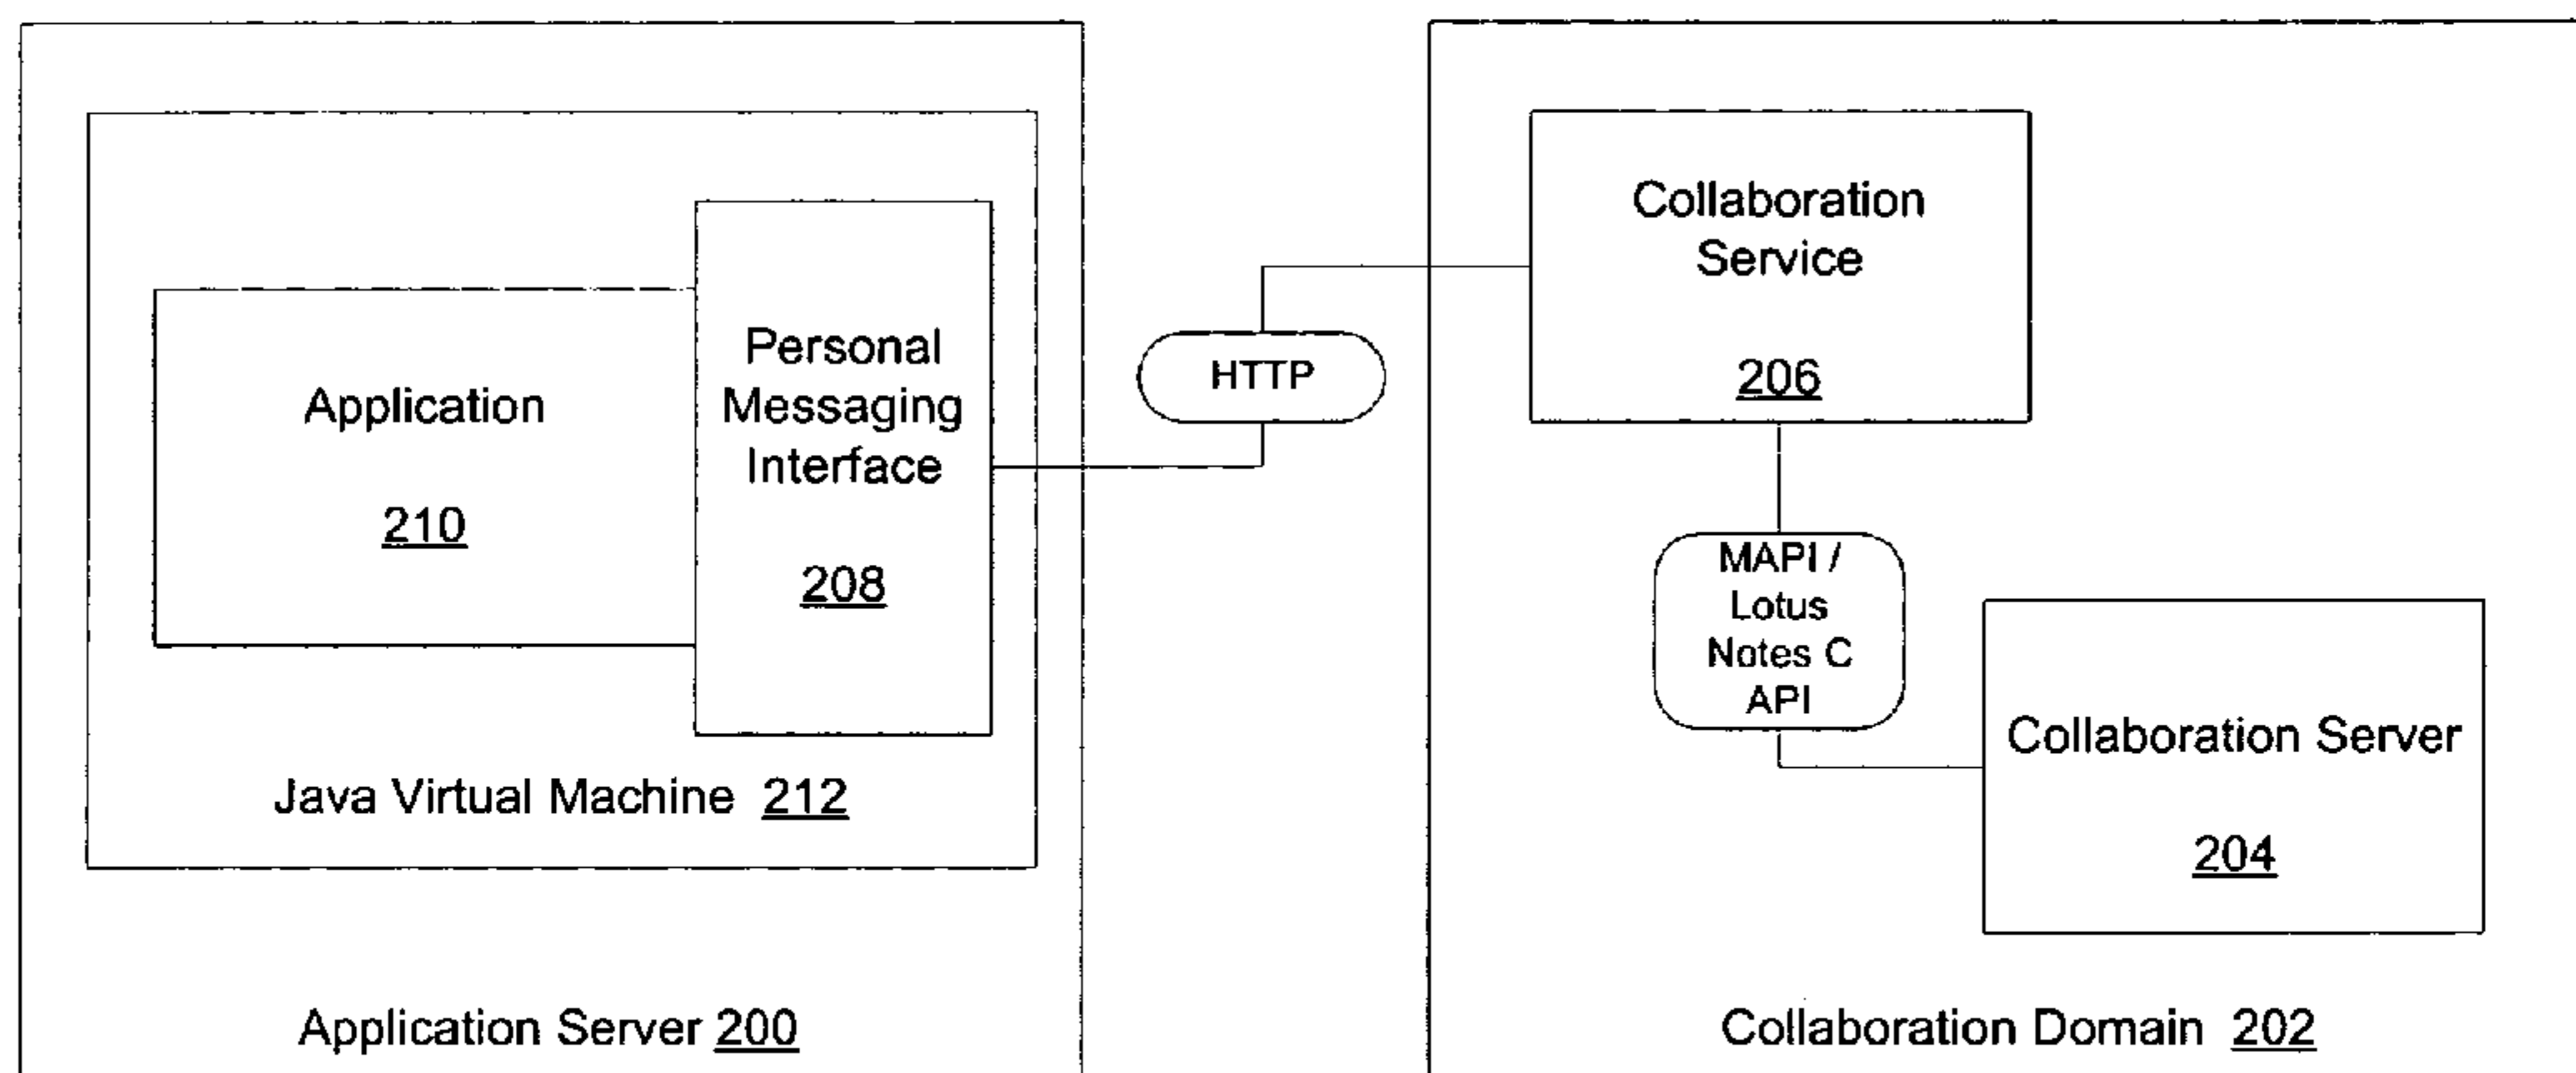 Application
210
Personal
Messaging
Interface
208
Java Virtual Machine 212
Application Server 200
HTTP
Collaboration
Service
206
MAPI /
Lotus
Notes C
API
Collaboration Server
204
Collaboration Domain 202